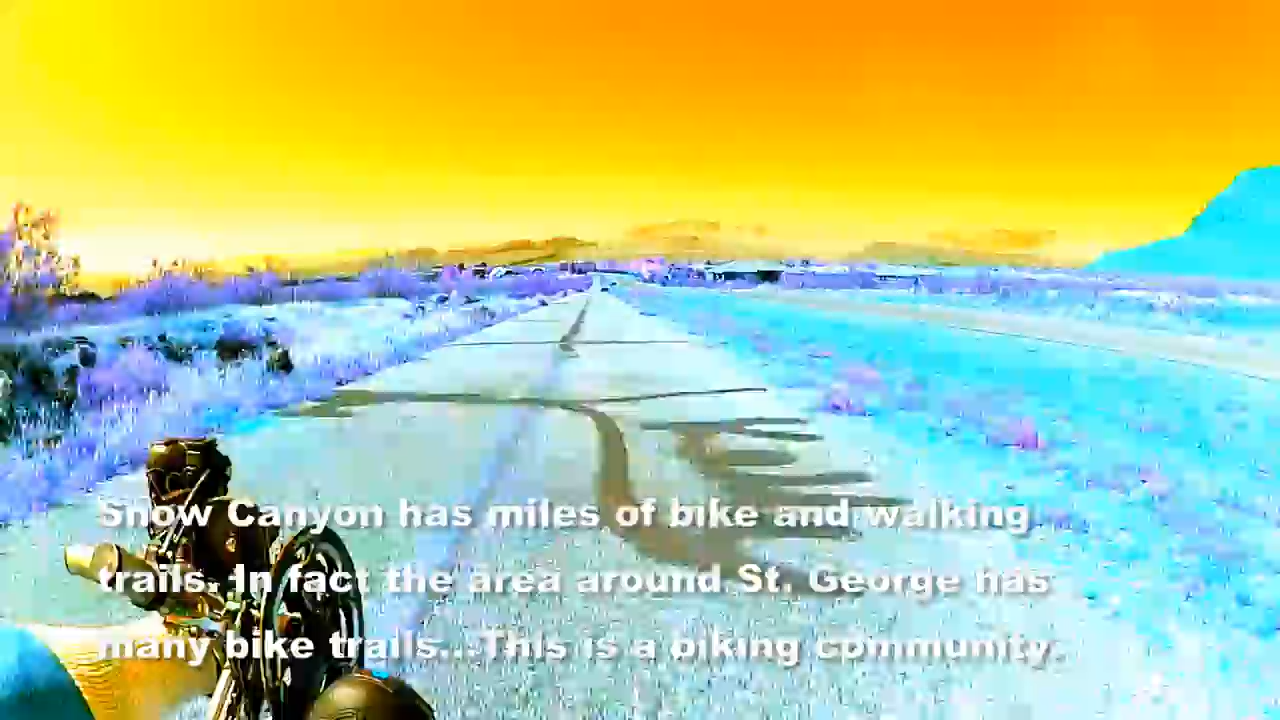 Snow Canyon has miles of bike and walking
trails. In fact the area around St. George has
many bike trails...This is a biking community.